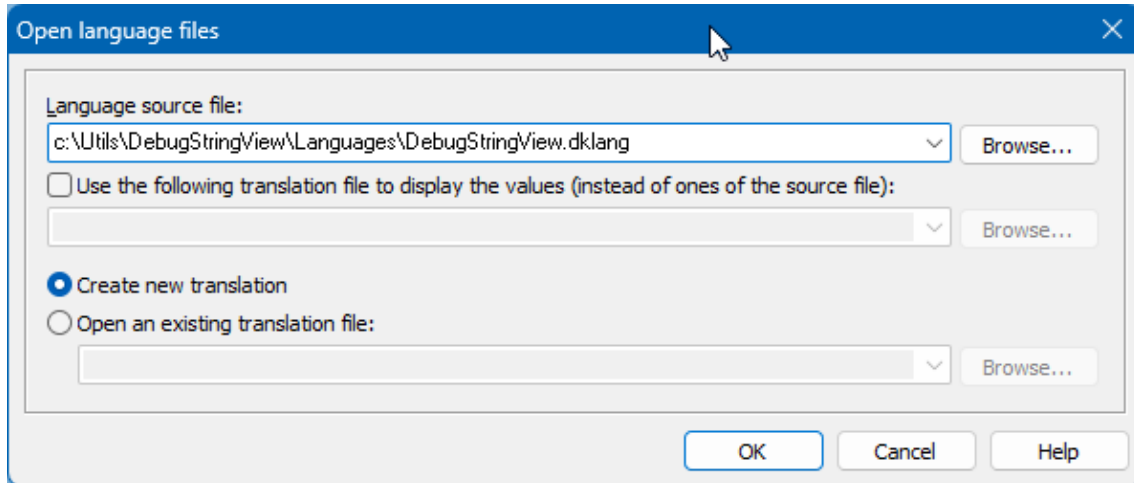 Open language files
Language source file:
c:\Utils\DebugStringView\Languages\DebugStringView.dklang
Browse...
Use the following translation file to display the values (instead of ones of the source file):
Browse...
Create new translation
Open an existing translation file:
Browse...
OK Cancel Help